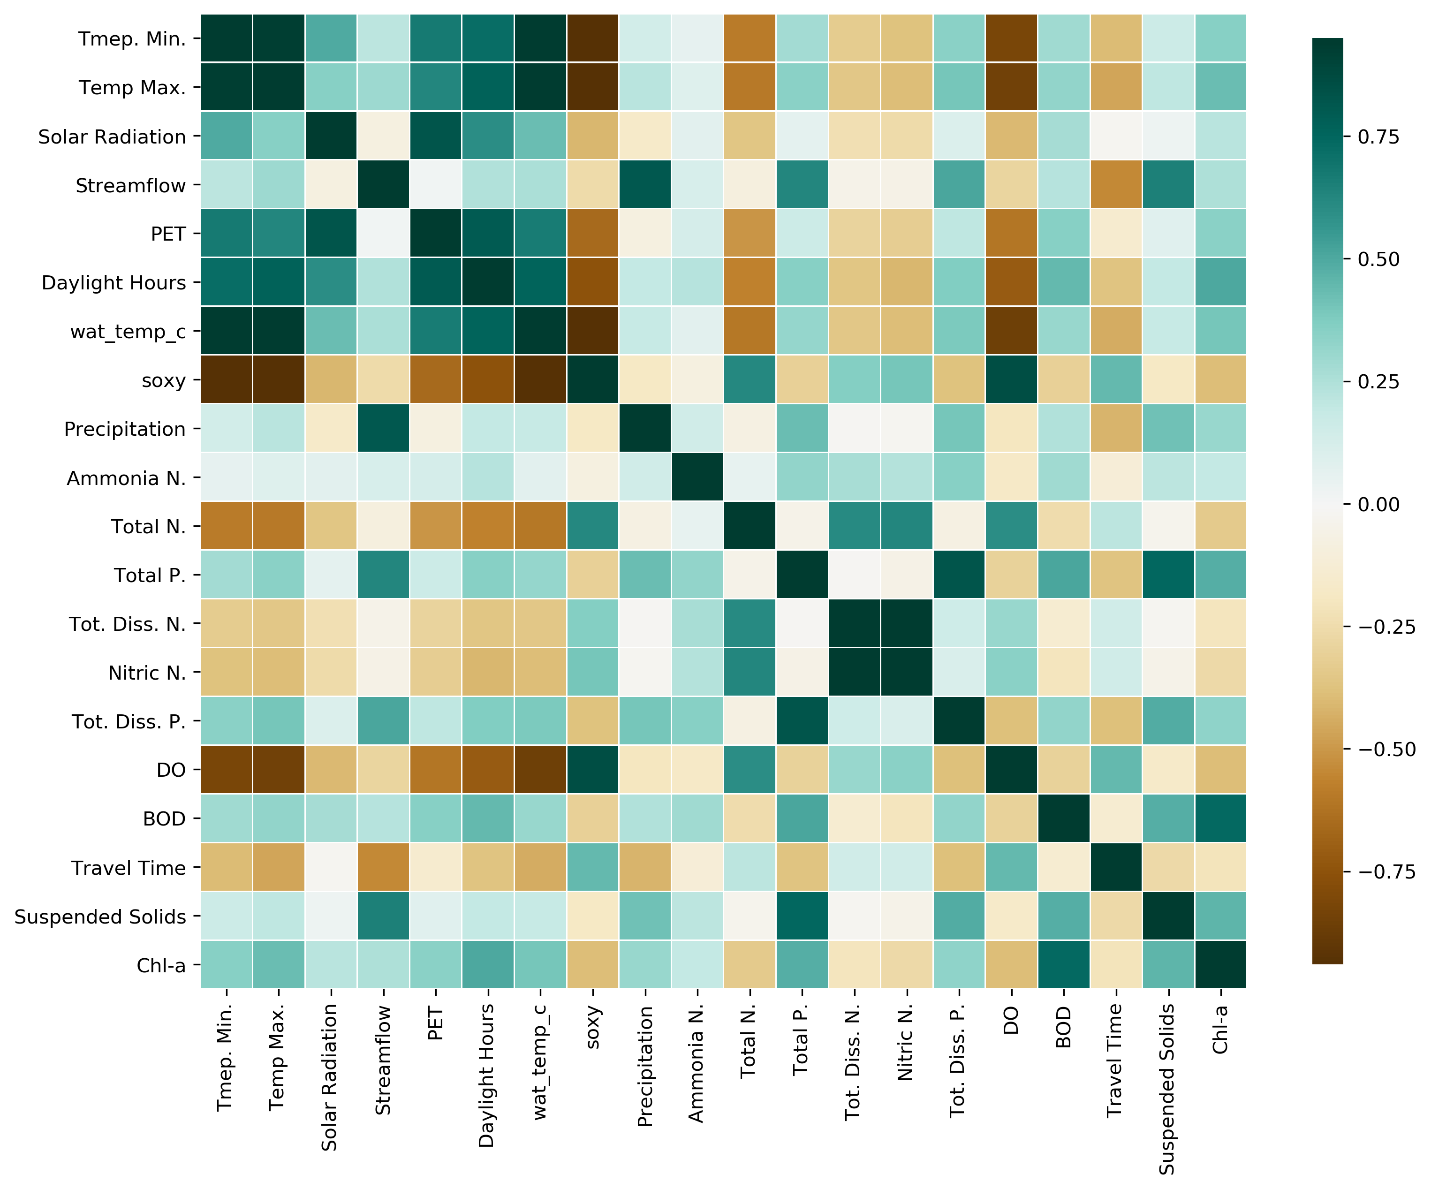 Tmep. Min.
Temp Max.
Solar Radiation
Streamflow
PET
Daylight Hours
wat_temp_c
soxy
Precipitation
Ammonia N.
Total N.
Total P.
Tot. Diss. N.
Nitric N.
Tot. Diss. P.
DO
BOD
Travel Time
Suspended Solids
Chl-a
Tmep. Min.
Temp Max.
Solar Radiation
Streamflow
PET
Daylight Hours
wat_temp_c
soxy
Precipitation
Ammonia N.
Total N.
Total P.
Tot. Diss. N.
Nitric N.
Tot. Diss. P.
DO
BOD
Travel Time
Suspended Solids
Chl-a
0.75
0.50
0.25
0.00
−0.25
−0.50
−0.75